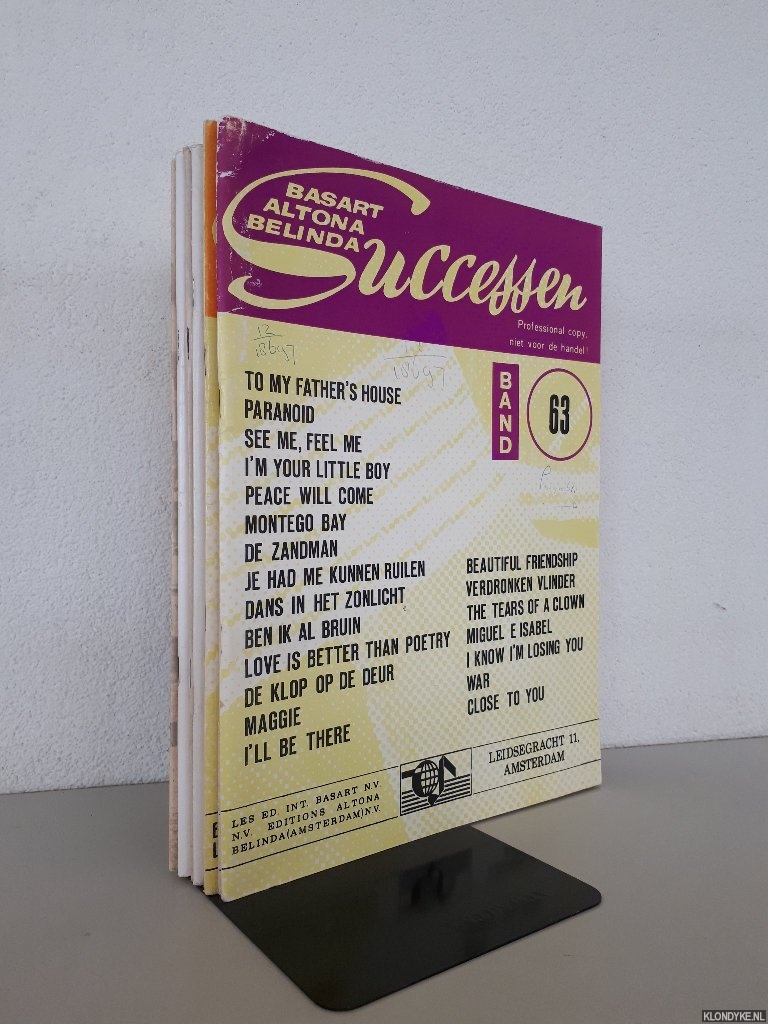 BASART
ALTONA
BELINDA
Successen
Professional copy,
niet voor de handel!
12
18697
18697
BAND
63
TO MY FATHER'S HOUSE
PARANOID
SEE ME, FEEL ME
I'M YOUR LITTLE BOY
PEACE WILL COME
MONTEGO BAY
DE ZANDMAN
JE HAD ME KUNNEN RUILEN
DANS IN HET ZONLICHT
BEN IK AL BRUIN
LOVE IS BETTER THAN POETRY
DE KLOP OP DE DEUR
MAGGIE
I'LL BE THERE
BEAUTIFUL FRIENDSHIP
VERDRONKEN VLINDER
THE TEARS OF A CLOWN
MIGUEL E ISABEL
I KNOW I'M LOSING YOU
WAR
CLOSE TO YOU
LES ED. INT. BASART N.V.
N.V. EDITIONS ALTONA
BELINDA(AMSTERDAM)N.V.
LEIDSEGRACHT 11,
AMSTERDAM
KLONDYKE.NL